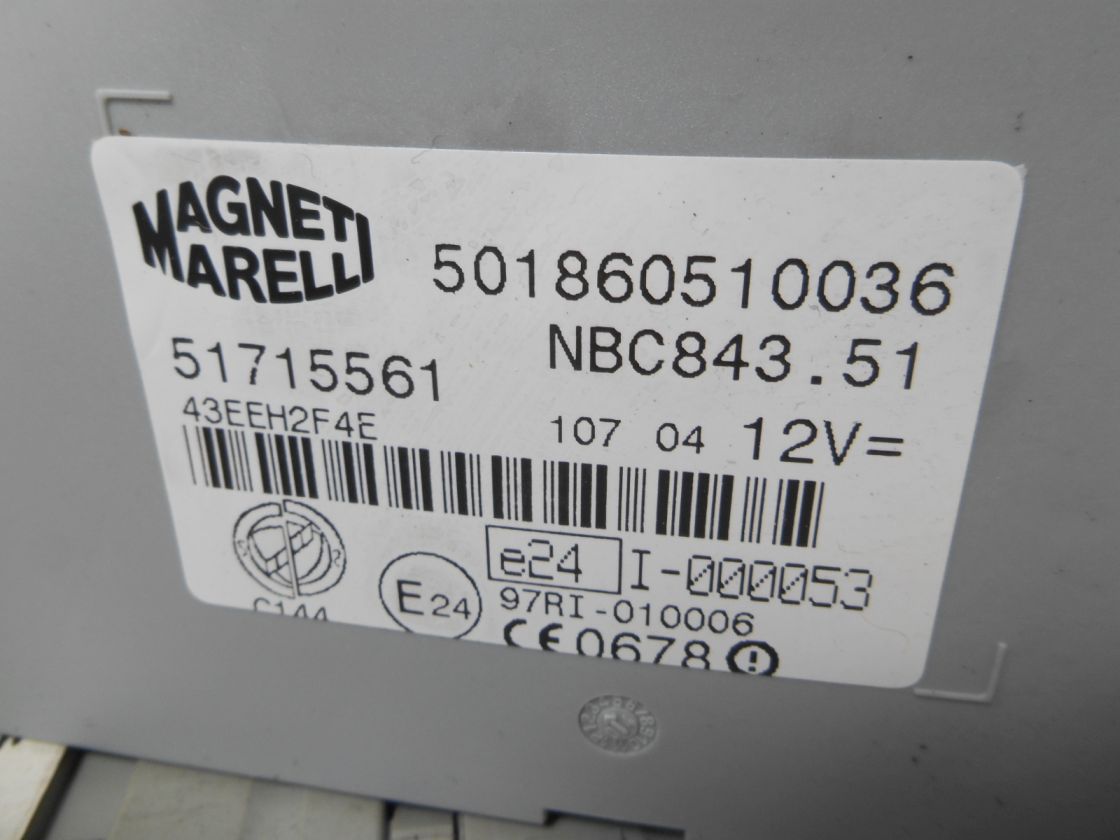 MAGNETI
MARELLI
501860510036
51715561
NBC843.51
43EEH2F4E
107 04 12V=
e24 I-000053
E24
97RI-010006
C144
CE0678 !